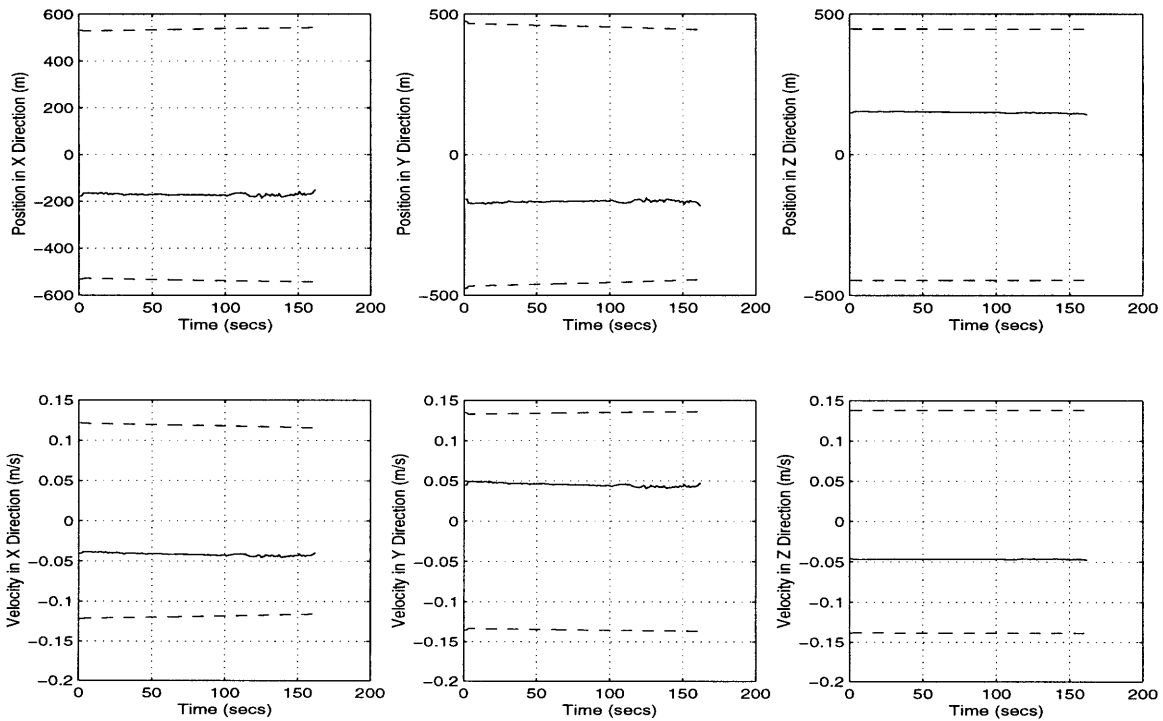 Position in X Direction (m)
600
400
200
0
−200
−400
−600
0 50 100 150 200
Time (secs)
Position in Y Direction (m)
500
0
−500
0 50 100 150 200
Time (secs)
Position in Z Direction (m)
500
0
−500
0 50 100 150 200
Time (secs)
Velocity in X Direction (m/s)
0.15
0.1
0.05
0
−0.05
−0.1
−0.15
−0.2
0 50 100 150 200
Time (secs)
Velocity in Y Direction (m/s)
0.15
0.1
0.05
0
−0.05
−0.1
−0.15
−0.2
0 50 100 150 200
Time (secs)
Velocity in Z Direction (m/s)
0.15
0.1
0.05
0
−0.05
−0.1
−0.15
−0.2
0 50 100 150 200
Time (secs)